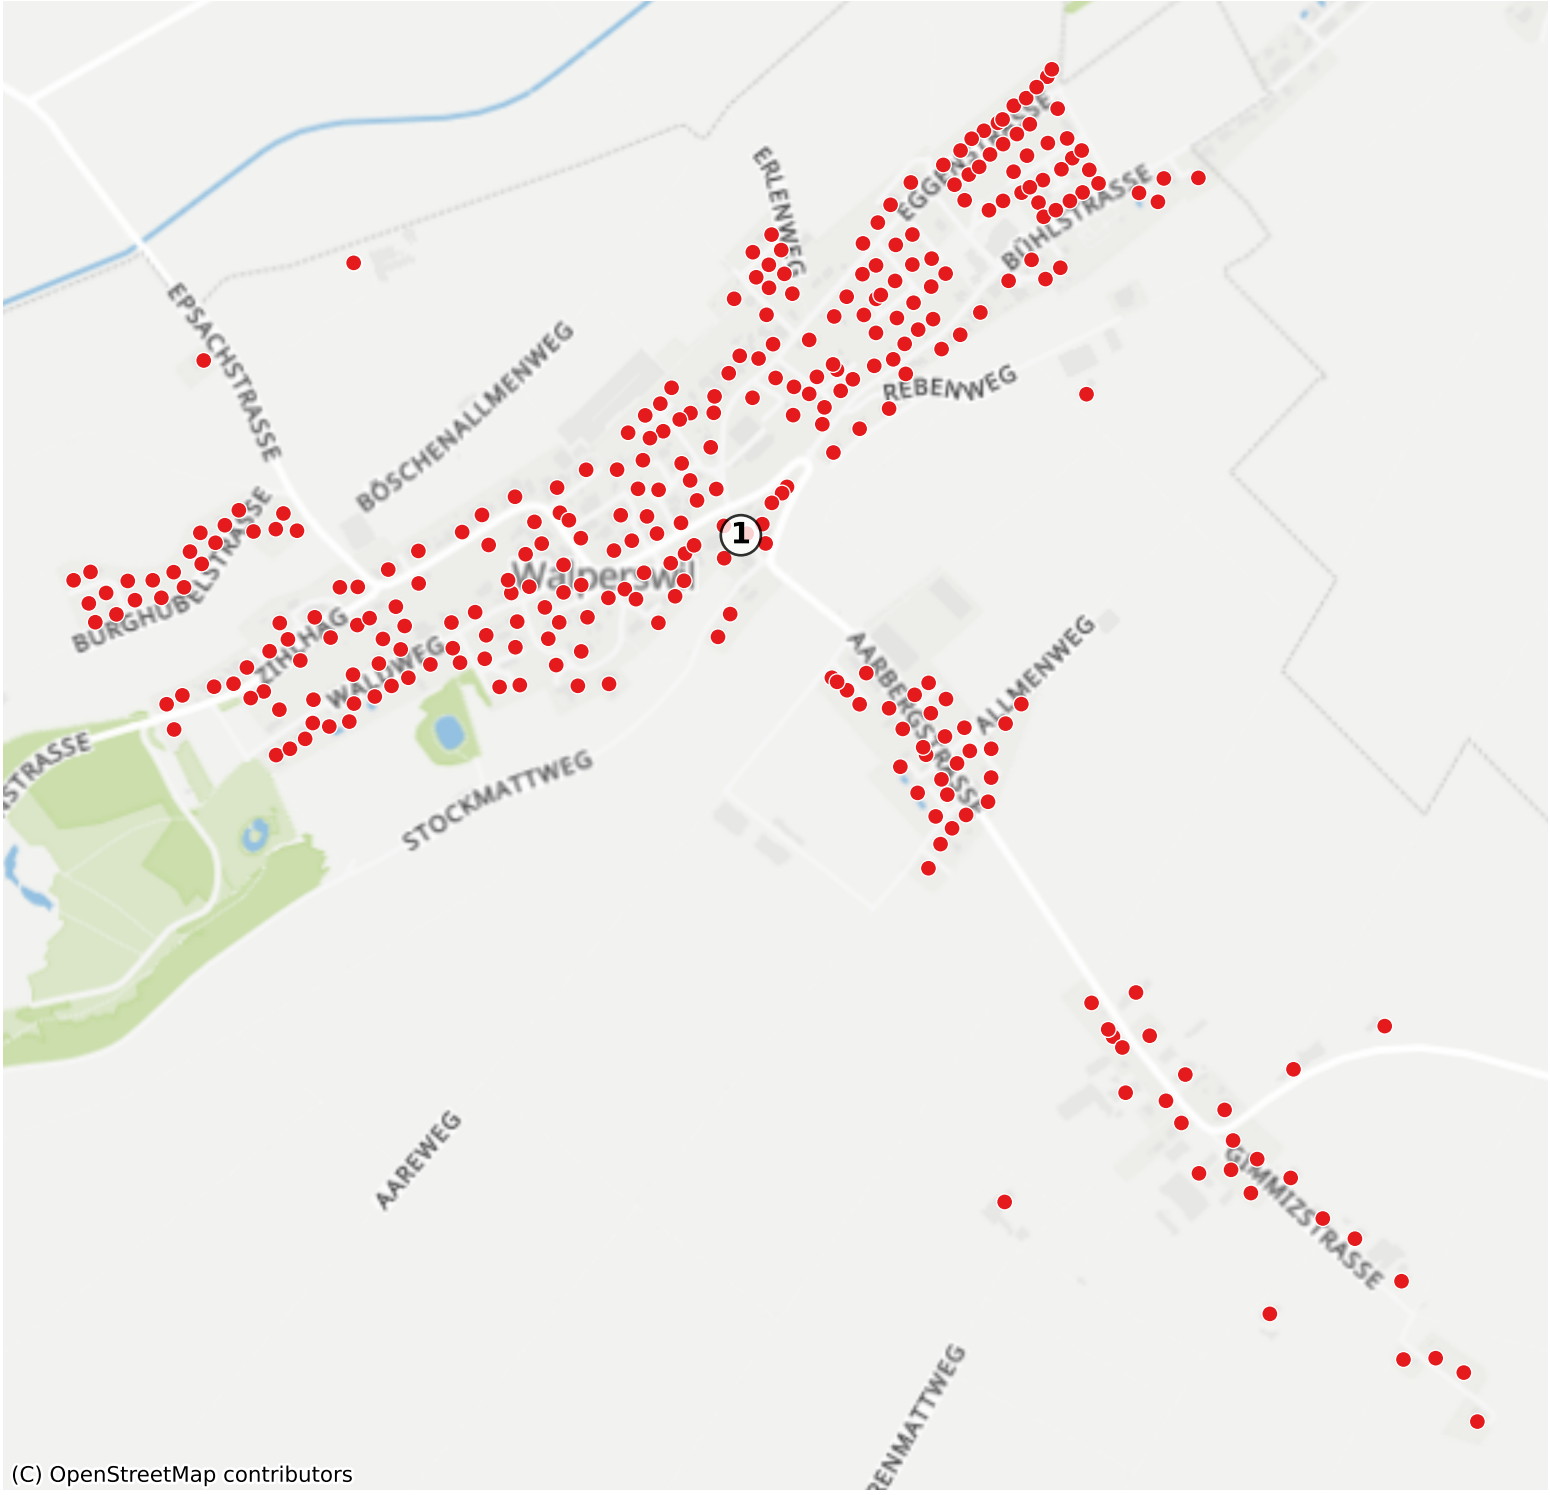 EGGENSTRASSE
ERLENWEG
BÜHLSTRASSE
EPSACHSTRASSE
BÖSCHENALLMENWEG
REBENWEG
BURGHUBELSTRASSE
1
Walperswil
ZIHLHAG
WALDWEG
AARBERGSTRASSE
ALLMENWEG
STRASSE
STOCKMATTWEG
AAREWEG
GIMMIZSTRASSE
RENMATTWEG
(C) OpenStreetMap contributors